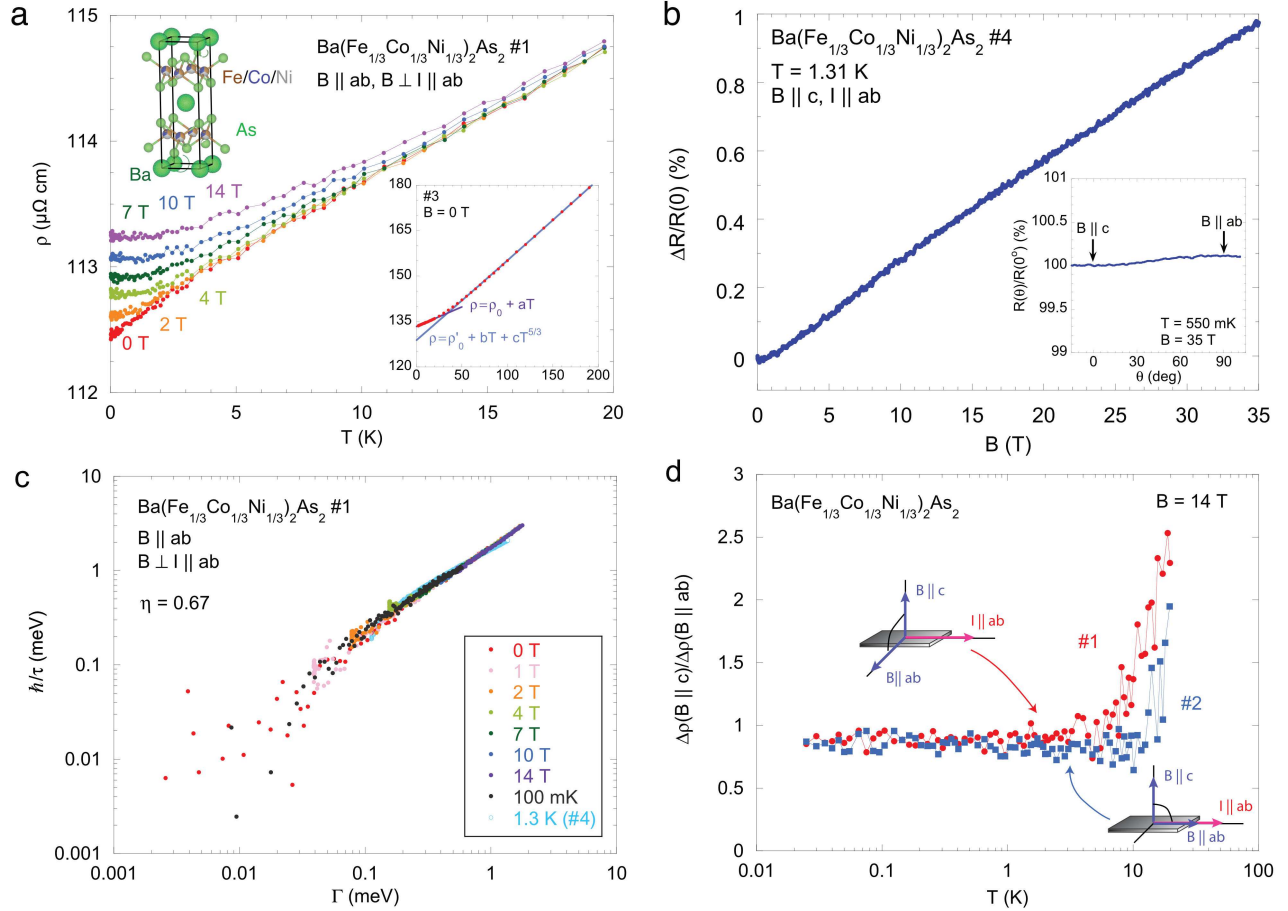 a
Ba(Fe1/3Co1/3Ni1/3)2As2 #1
B || ab, B ⊥ I || ab
Fe/Co/Ni
As
Ba
14 T
10 T
7 T
4 T
2 T
0 T
115
114
113
112
ρ (μΩ cm)
0
5
10
15
20
T (K)
#3
B = 0 T
180
165
150
135
120
ρ=ρ0 + aT
ρ=ρ'0 + bT + cT5/3
0
50
100
150
200
b
Ba(Fe1/3Co1/3Ni1/3)2As2 #4
T = 1.31 K
B || c, I || ab
1
0.8
0.6
0.4
0.2
0
ΔR/R(0) (%)
0
5
10
15
20
25
30
35
B (T)
101
100.5
100
99.5
99
R(θ)/R(0°) (%)
B || c
B || ab
T = 550 mK
B = 35 T
0
30
60
90
θ (deg)
c
Ba(Fe1/3Co1/3Ni1/3)2As2 #1
B || ab
B ⊥ I || ab
η = 0.67
10
1
0.1
0.01
0.001
ℏ/τ (meV)
0 T
1 T
2 T
4 T
7 T
10 T
14 T
100 mK
1.3 K (#4)
0.001
0.01
0.1
1
10
Γ (meV)
d
Ba(Fe1/3Co1/3Ni1/3)2As2
B = 14 T
3
2.5
2
1.5
1
0.5
0
Δρ(B || c)/Δρ(B || ab)
B || c
I || ab
B || ab
#1
#2
B || c
I || ab
B || ab
0.01
0.1
1
10
100
T (K)